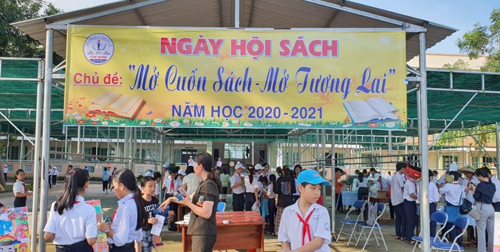 NGÀY HỘI SÁCH
Chủ đề: "Mở Cuốn Sách - Mở Tương Lai"
NĂM HỌC 2020 - 2021